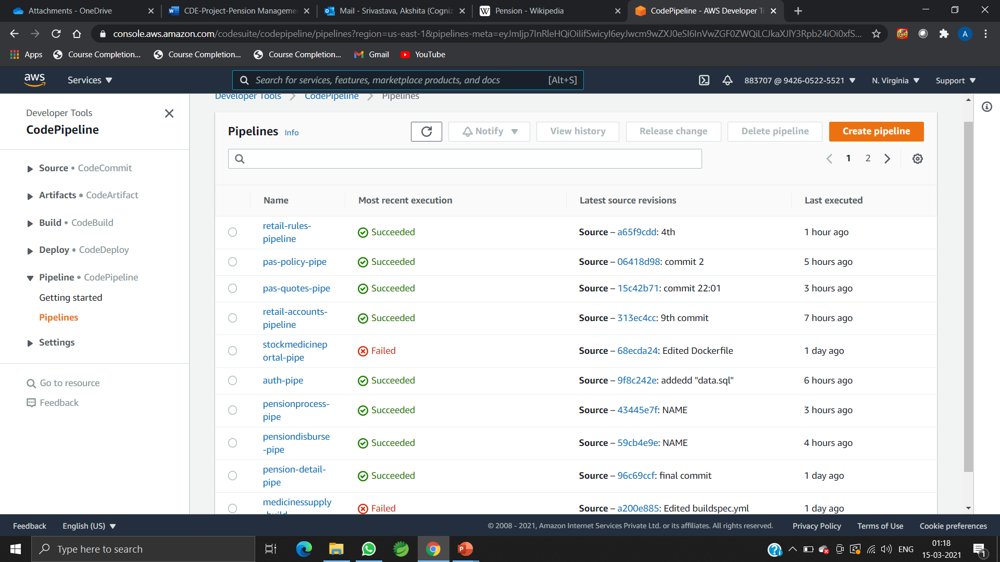 Attachments - OneDrive
CDE-Project-Pension Manageme
Mail - Srivastava, Akshita (Cogniz
Pension - Wikipedia
CodePipeline - AWS Developer To
console.aws.amazon.com/codesuite/codepipeline/pipelines?region=us-east-1&pipelines-meta=
Apps
Course Completion...
Course Completion...
Course Completion...
Gmail
YouTube
aws
Services
Search for services, features, marketplace products, and docs
[Alt+S]
883707 @ 9426-0522-5521
N. Virginia
Support
Developer Tools
CodePipeline
Source • CodeCommit
Artifacts • CodeArtifact
Build • CodeBuild
Deploy • CodeDeploy
Pipeline • CodePipeline
Getting started
Pipelines
Settings
Go to resource
Feedback
Developer Tools
CodePipeline
Pipelines
Pipelines Info
Notify
View history
Release change
Delete pipeline
Create pipeline
1
2
Name
Most recent execution
Latest source revisions
Last executed
retail-rules-
pipeline
Succeeded
Source – a65f9cdd: 4th
1 hour ago
pas-policy-pipe
Succeeded
Source – 06418d98: commit 2
5 hours ago
pas-quotes-pipe
Succeeded
Source – 15c42b71: commit 22:01
3 hours ago
retail-accounts-
pipeline
Succeeded
Source – 313ec4cc: 9th commit
7 hours ago
stockmedicinep
ortal-pipe
Failed
Source – 68ecda24: Edited Dockerfile
1 day ago
auth-pipe
Succeeded
Source – 9f8c242e: addedd "data.sql"
6 hours ago
pensionprocess-
pipe
Succeeded
Source – 43445e7f: NAME
3 hours ago
pensiondisburse
-pipe
Succeeded
Source – 59cb4e9e: NAME
4 hours ago
pension-detail-
pipe
Succeeded
Source – 96c69ccf: final commit
1 day ago
medicinessupply
Failed
Source – a200e885: Edited buildspec.yml
1 day ago
Feedback
English (US)
© 2008 - 2021, Amazon Internet Services Private Ltd. or its affiliates. All rights reserved.
Privacy Policy
Terms of Use
Cookie preferences
Type here to search
ENG
01:18
15-03-2021
1